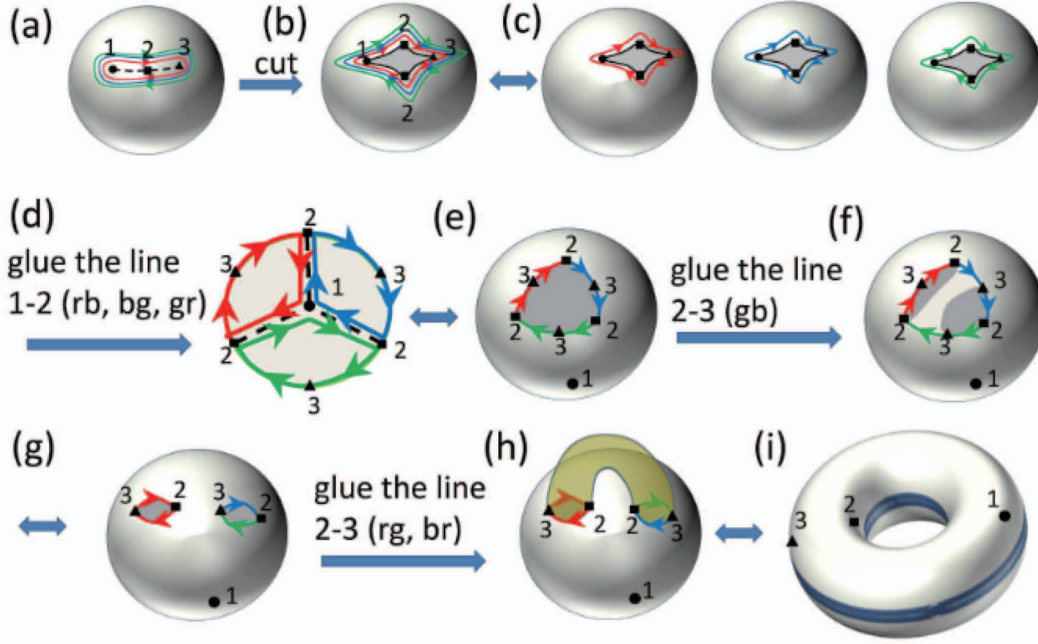 (a) (b) (c)
1 2 3
cut
2
1 3
2
(d) (e) (f)
glue the line
1-2 (rb, bg, gr)
2
3 3
1
2 2
3
2
3 3
2 2
3
1
glue the line
2-3 (gb)
2
3 3
2 2
3
1
(g) (h) (i)
3 2 3 2
1
glue the line
2-3 (rg, br)
3 2 2 3
1
3 2 1